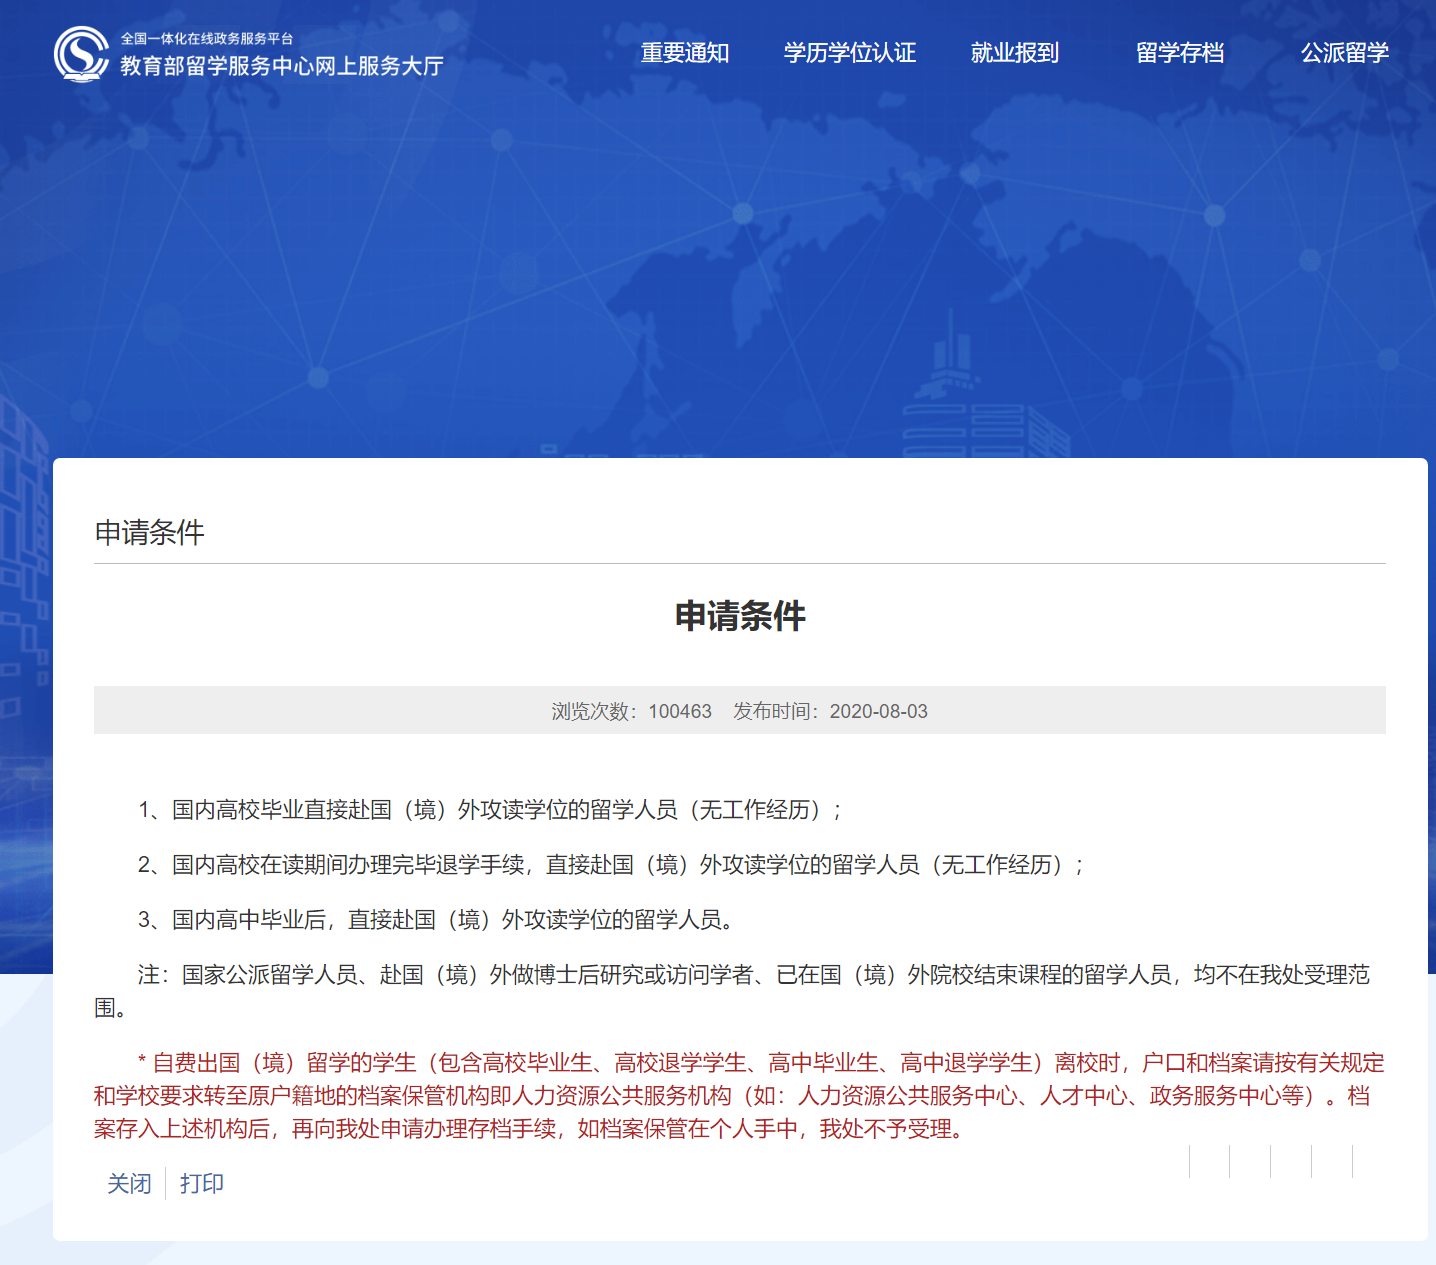 全国一体化在线政务服务平台
教育部留学服务中心网上服务大厅
重要通知 学历学位认证 就业报到 留学存档 公派留学
申请条件
申请条件
浏览次数：100463 发布时间：2020-08-03
1、国内高校毕业直接赴国（境）外攻读学位的留学人员（无工作经历）；
2、国内高校在读期间办理完毕退学手续，直接赴国（境）外攻读学位的留学人员（无工作经历）；
3、国内高中毕业后，直接赴国（境）外攻读学位的留学人员。
注：国家公派留学人员、赴国（境）外做博士后研究或访问学者、已在国（境）外院校结束课程的留学人员，均不在我处受理范
围。
* 自费出国（境）留学的学生（包含高校毕业生、高校退学学生、高中毕业生、高中退学学生）离校时，户口和档案请按有关规定
和学校要求转至原户籍地的档案保管机构即人力资源公共服务机构（如：人力资源公共服务中心、人才中心、政务服务中心等）。档
案存入上述机构后，再向我处申请办理存档手续，如档案保管在个人手中，我处不予受理。
关闭 打印